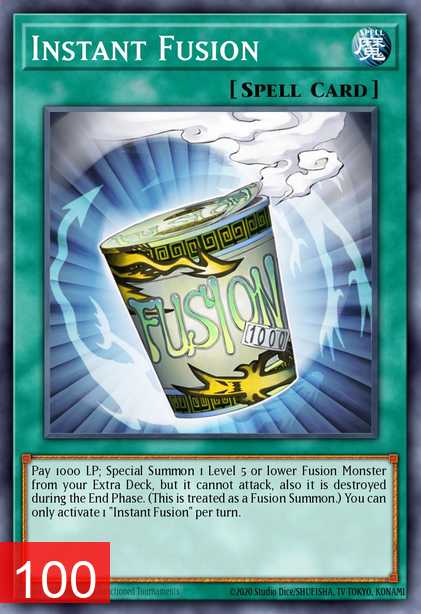 Instant Fusion
SPELL
魔
[Spell Card]
FUSION
1000
Pay 1000 LP; Special Summon 1 Level 5 or lower Fusion Monster
from your Extra Deck, but it cannot attack, also it is destroyed
during the End Phase. (This is treated as a Fusion Summon.) You can
only activate 1 "Instant Fusion" per turn.
100
Tournaments
©2020 Studio Dice/SHUEISHA, TV TOKYO, KONAMI